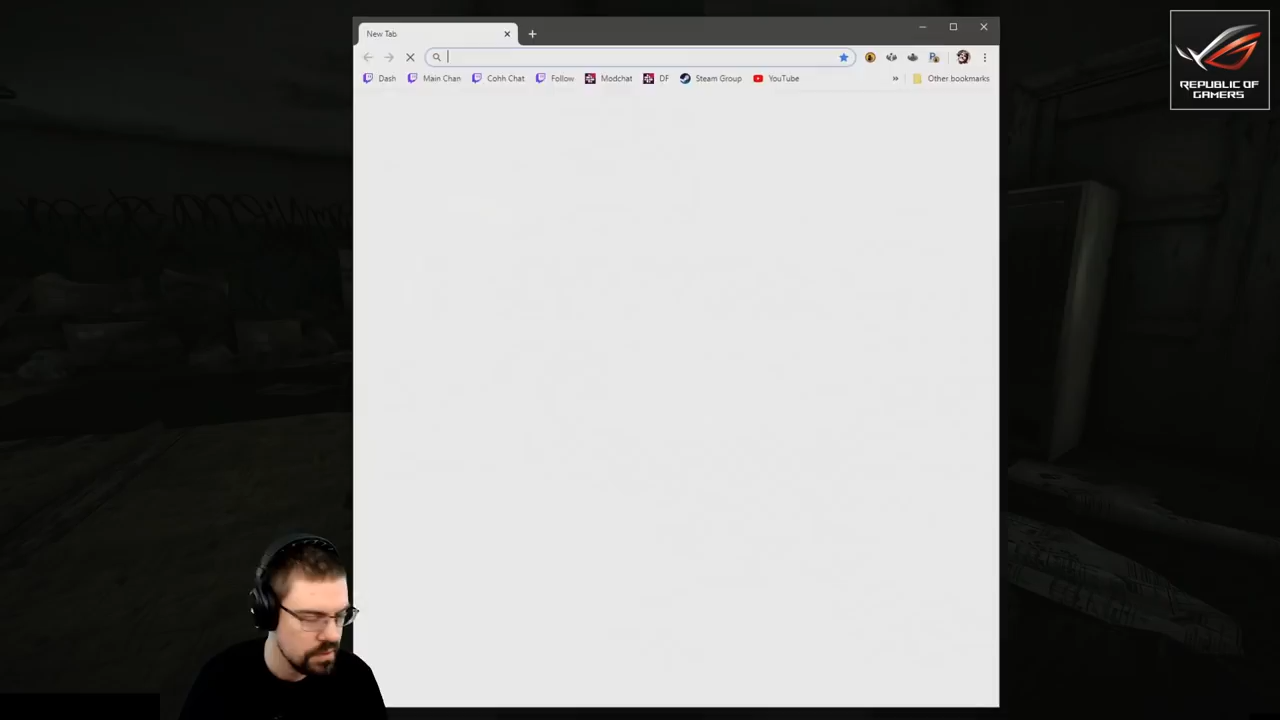 New Tab
Dash Main Chan Cohh Chat Follow Modchat DF Steam Group YouTube » Other bookmarks
REPUBLIC OF
GAMERS